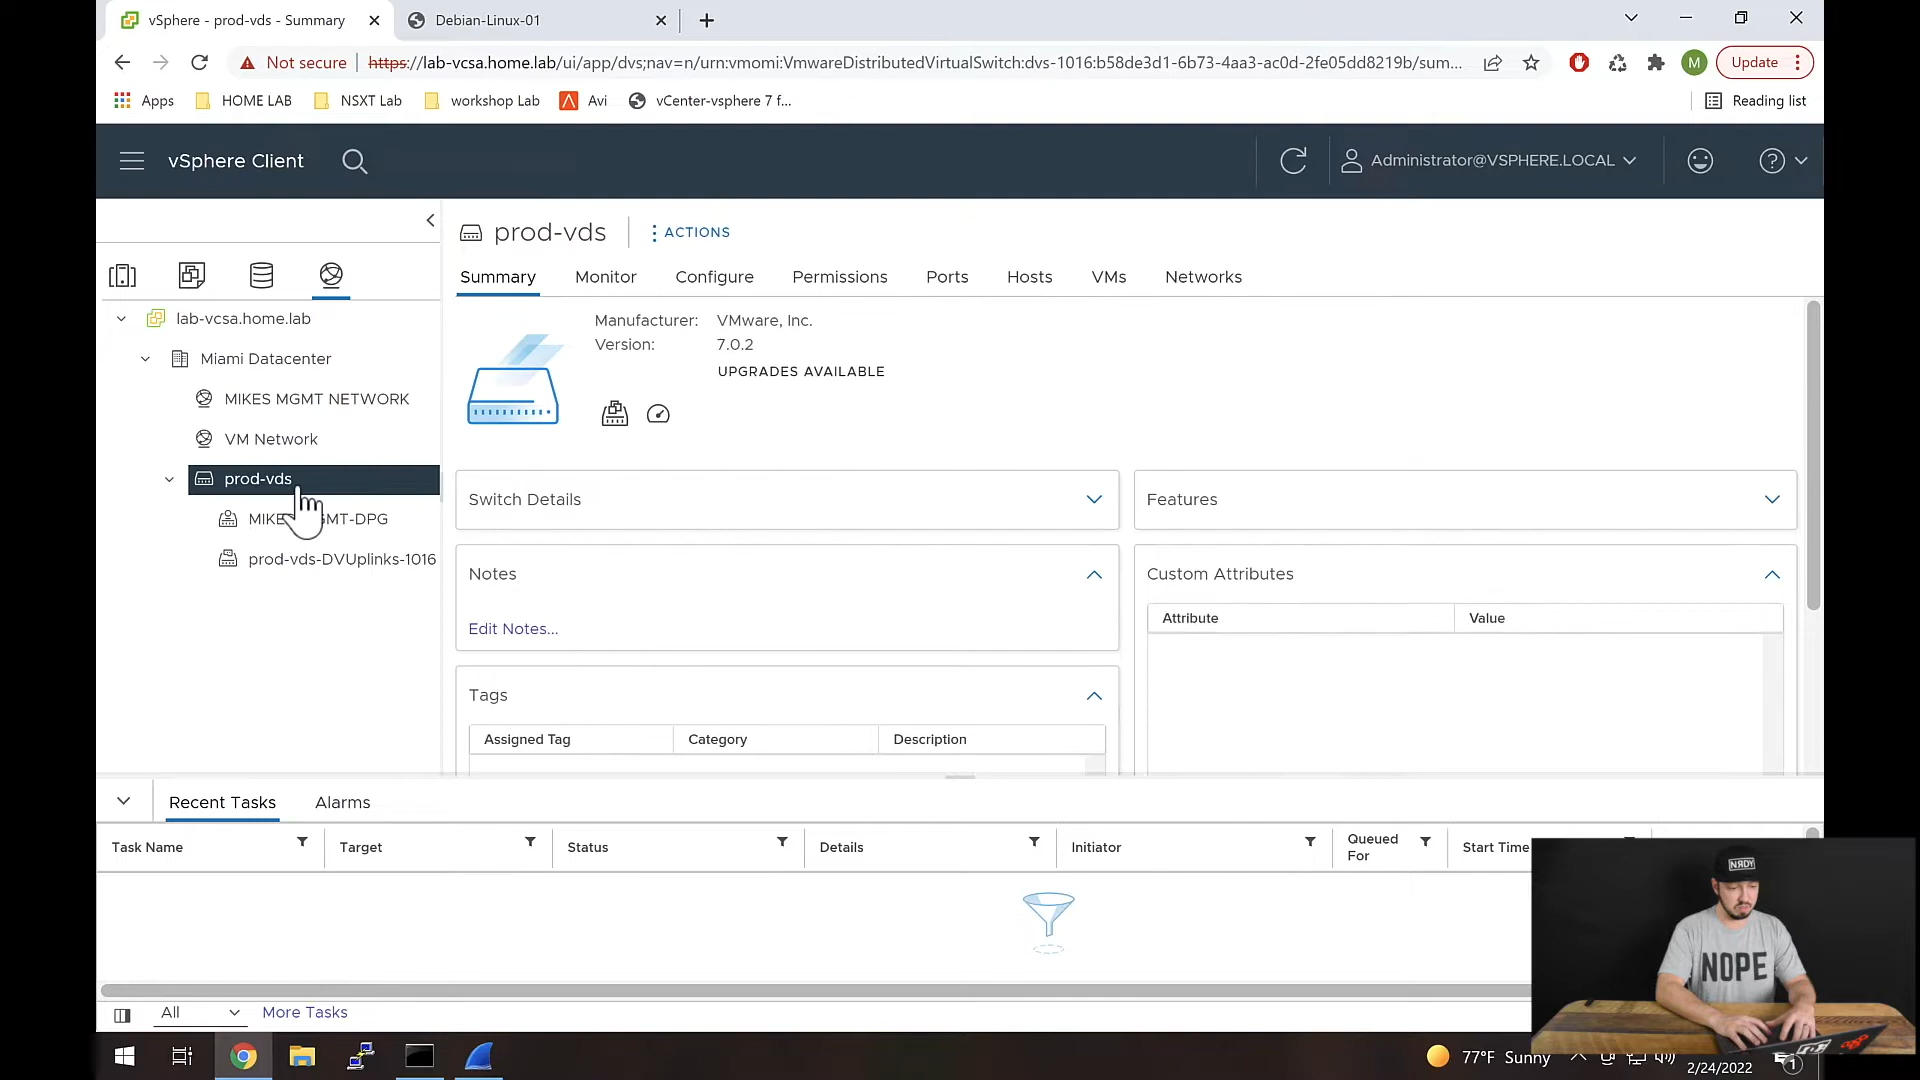 vSphere - prod-vds - Summary
Debian-Linux-01
Not secure
https://lab-vcsa.home.lab/ui/app/dvs;nav=n/urn:vmomi:VmwareDistributedVirtualSwitch:dvs-1016:b58de3d1-6b73-4aa3-ac0d-2fe05dd8219b/sum...
M
Update
Apps
HOME LAB
NSXT Lab
workshop Lab
Avi
vCenter-vsphere 7 f...
Reading list
vSphere Client
Administrator@VSPHERE.LOCAL
prod-vds
ACTIONS
Summary
Monitor
Configure
Permissions
Ports
Hosts
VMs
Networks
lab-vcsa.home.lab
Miami Datacenter
MIKES MGMT NETWORK
VM Network
prod-vds
MIKE GMT-DPG
prod-vds-DVUplinks-1016
Manufacturer: VMware, Inc.
Version: 7.0.2
UPGRADES AVAILABLE
Switch Details
Features
Notes
Edit Notes...
Custom Attributes
Attribute
Value
Tags
Assigned Tag
Category
Description
Recent Tasks
Alarms
Task Name
Target
Status
Details
Initiator
Queued
For
Start Time
All
More Tasks
NRDY
NOPE
77°F Sunny
2/24/2022
1